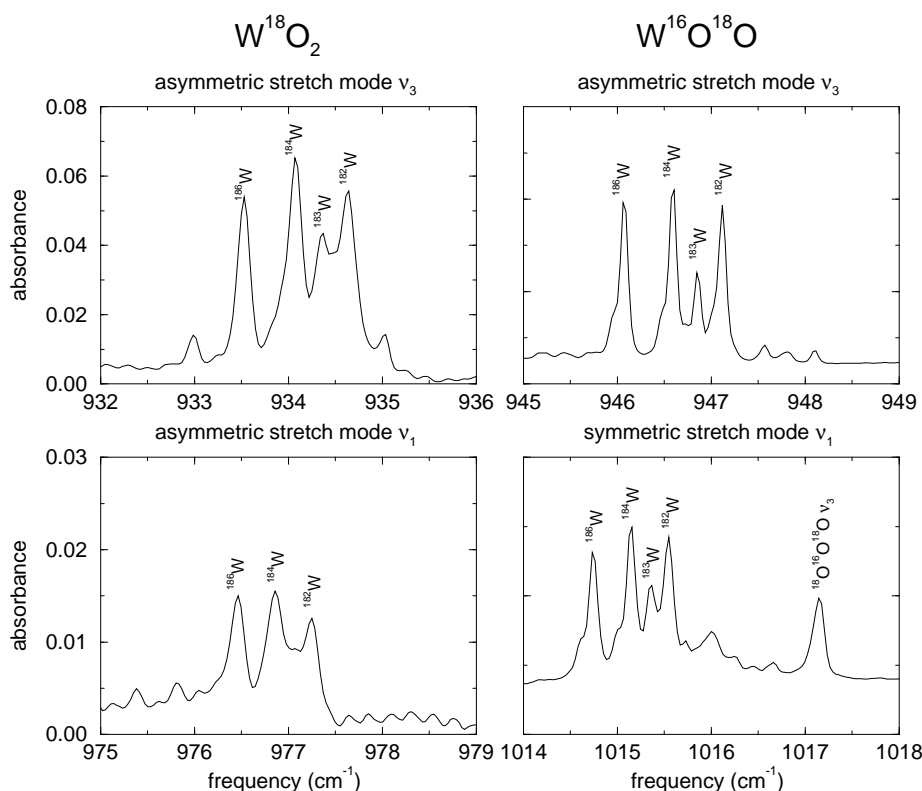 W¹⁸O₂
W¹⁶O¹⁸O
asymmetric stretch mode ν₃
asymmetric stretch mode ν₃
0.08
0.06
0.04
0.02
0.00
absorbance
¹⁸⁶W
¹⁸⁴W
¹⁸³W
¹⁸²W
932 933 934 935 936
¹⁸⁶W
¹⁸⁴W
¹⁸³W
¹⁸²W
945 946 947 948 949
asymmetric stretch mode ν₁
symmetric stretch mode ν₁
0.03
0.02
0.01
0.00
absorbance
¹⁸⁶W
¹⁸⁴W
¹⁸²W
975 976 977 978 979
frequency (cm⁻¹)
¹⁸⁶W
¹⁸⁴W
¹⁸³W
¹⁸²W
¹⁸O¹⁶O¹⁸O ν₃
1014 1015 1016 1017 1018
frequency (cm⁻¹)